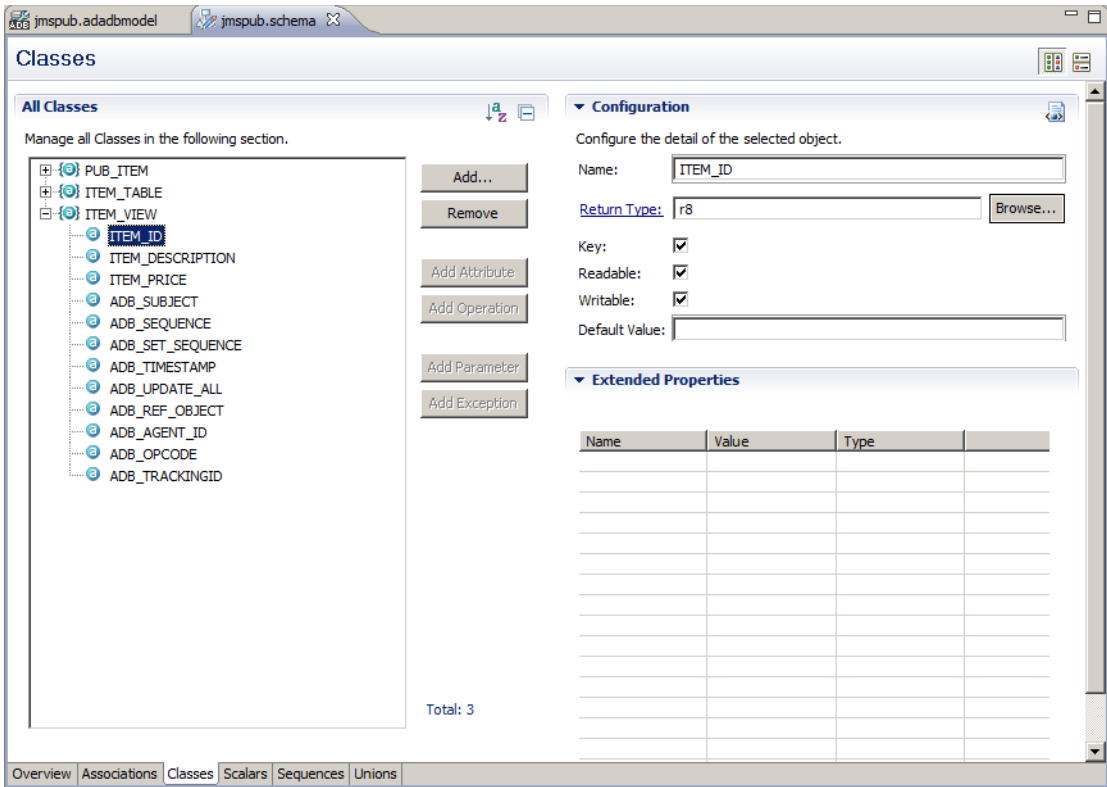 jmspub.adadbmodel
jmspub.schema
Classes
All Classes
Manage all Classes in the following section.
PUB_ITEM
ITEM_TABLE
ITEM_VIEW
ITEM_ID
ITEM_DESCRIPTION
ITEM_PRICE
ADB_SUBJECT
ADB_SEQUENCE
ADB_SET_SEQUENCE
ADB_TIMESTAMP
ADB_UPDATE_ALL
ADB_REF_OBJECT
ADB_AGENT_ID
ADB_OPCODE
ADB_TRACKINGID
Add...
Remove
Add Attribute
Add Operation
Add Parameter
Add Exception
Total: 3
Configuration
Configure the detail of the selected object.
Name: ITEM_ID
Return Type: r8 Browse...
Key:
Readable:
Writable:
Default Value:
Extended Properties
Name Value Type
Overview Associations Classes Scalars Sequences Unions